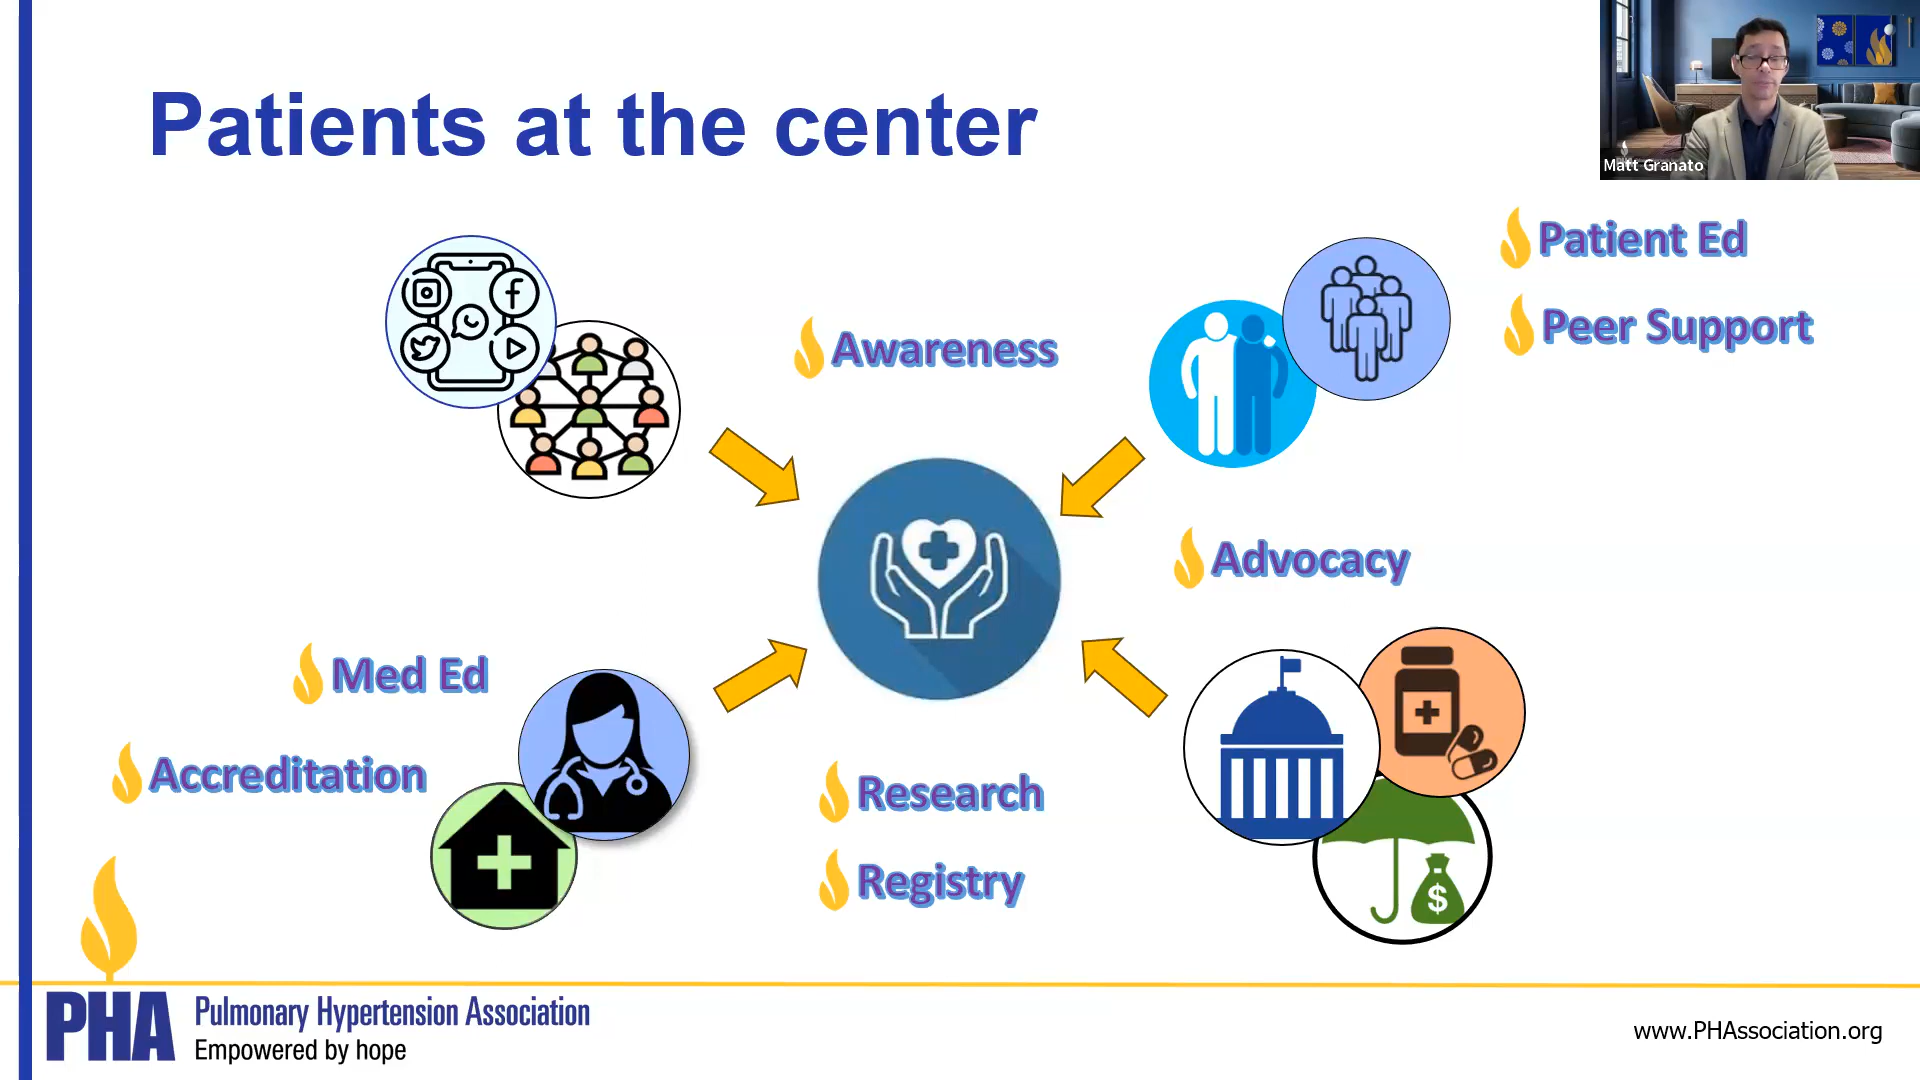 Patients at the center
Matt Granato
Patient Ed
Peer Support
Awareness
Advocacy
Med Ed
Accreditation
Research
Registry
$
PHA
Pulmonary Hypertension Association
Empowered by hope
www.PHAssociation.org